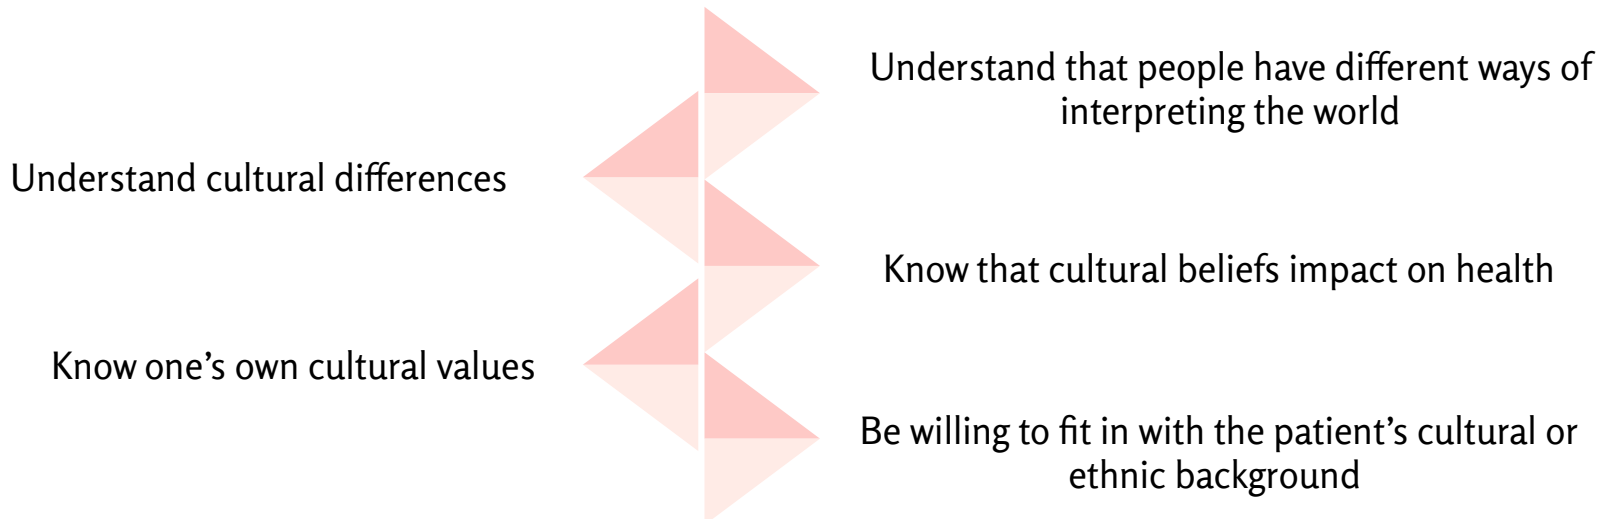 Understand that people have different ways of
interpreting the world
Understand cultural differences
Know that cultural beliefs impact on health
Know one’s own cultural values
Be willing to fit in with the patient’s cultural or
ethnic background